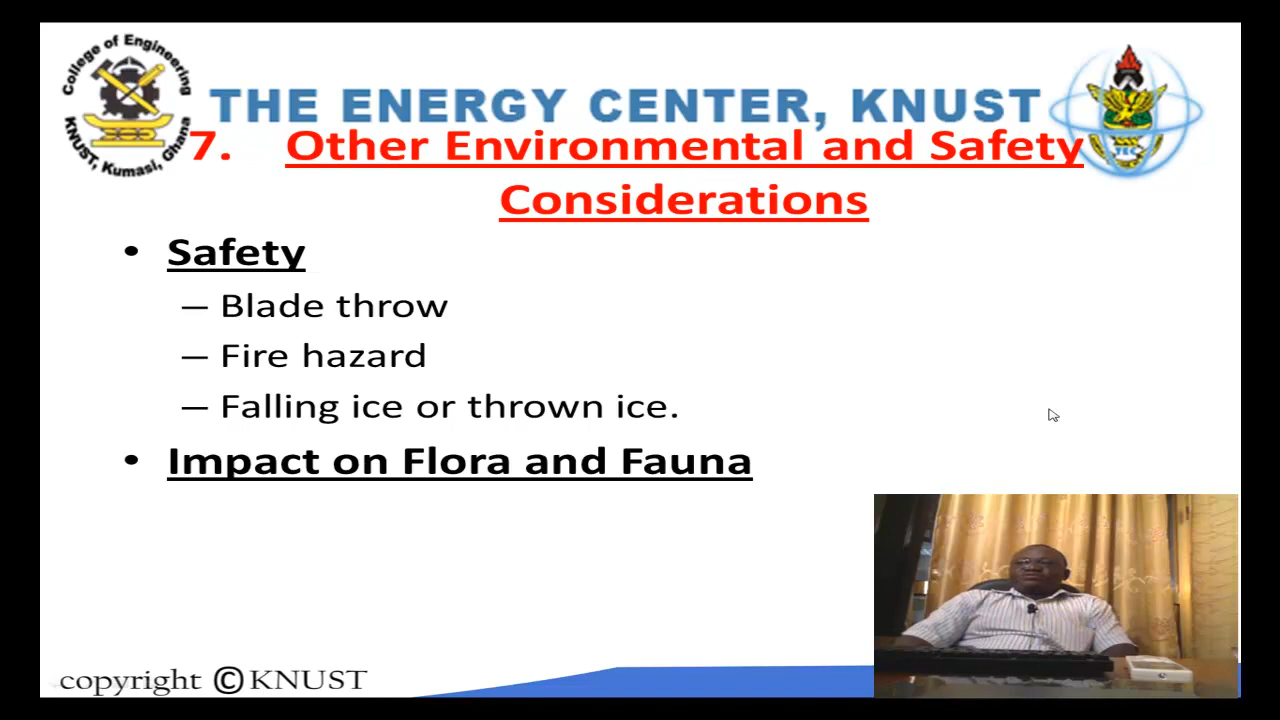 College of Engineering
KNUST, Kumasi, Ghana
THE ENERGY CENTER, KNUST
TEC
7. Other Environmental and Safety
Considerations
• Safety
– Blade throw
– Fire hazard
– Falling ice or thrown ice.
• Impact on Flora and Fauna
copyright ©KNUST